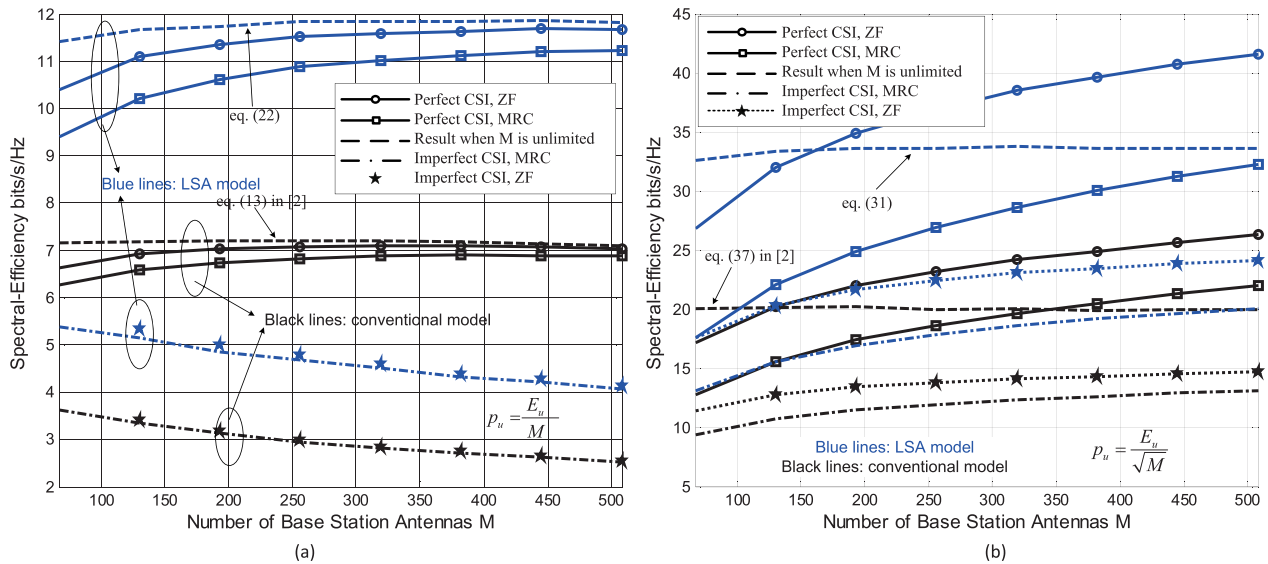 12
11
10
9
8
7
6
5
4
3
2
Spectral-Efficiency bits/s/Hz
Perfect CSI, ZF
Perfect CSI, MRC
Result when M is unlimited
Imperfect CSI, MRC
Imperfect CSI, ZF
eq. (22)
Blue lines: LSA model
eq. (13) in [2]
Black lines: conventional model
p_u = E_u / M
100 150 200 250 300 350 400 450 500
Number of Base Station Antennas M
(a)
45
40
35
30
25
20
15
10
5
Spectral-Efficiency bits/s/Hz
Perfect CSI, ZF
Perfect CSI, MRC
Result when M is unlimited
Imperfect CSI, MRC
Imperfect CSI, ZF
eq. (31)
eq. (37) in [2]
Blue lines: LSA model
Black lines: conventional model
p_u = E_u / √M
100 150 200 250 300 350 400 450 500
Number of Base Station Antennas M
(b)